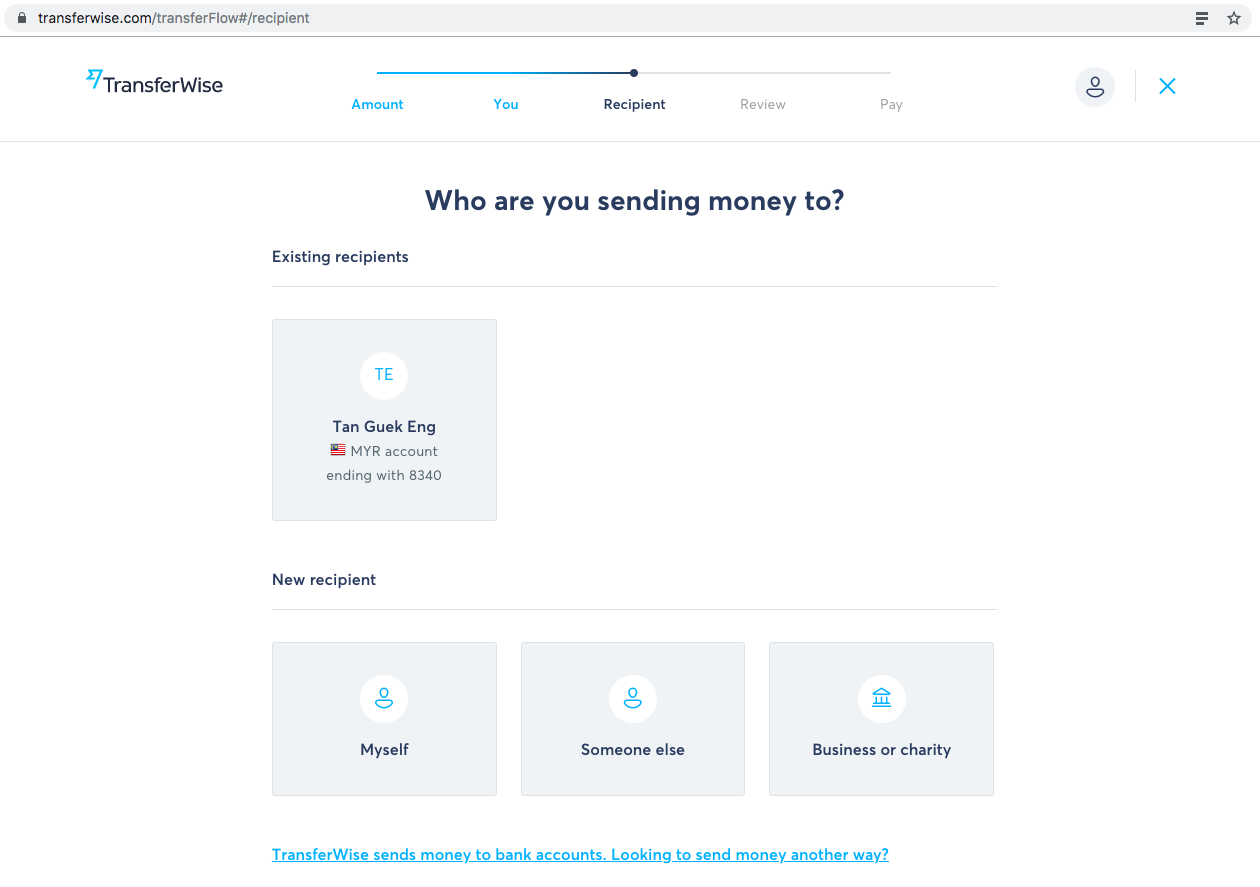 transferwise.com/transferFlow#/recipient
TransferWise
Amount
You
Recipient
Review
Pay
Who are you sending money to?
Existing recipients
TE
Tan Guek Eng
MYR account
ending with 8340
New recipient
Myself
Someone else
Business or charity
TransferWise sends money to bank accounts. Looking to send money another way?